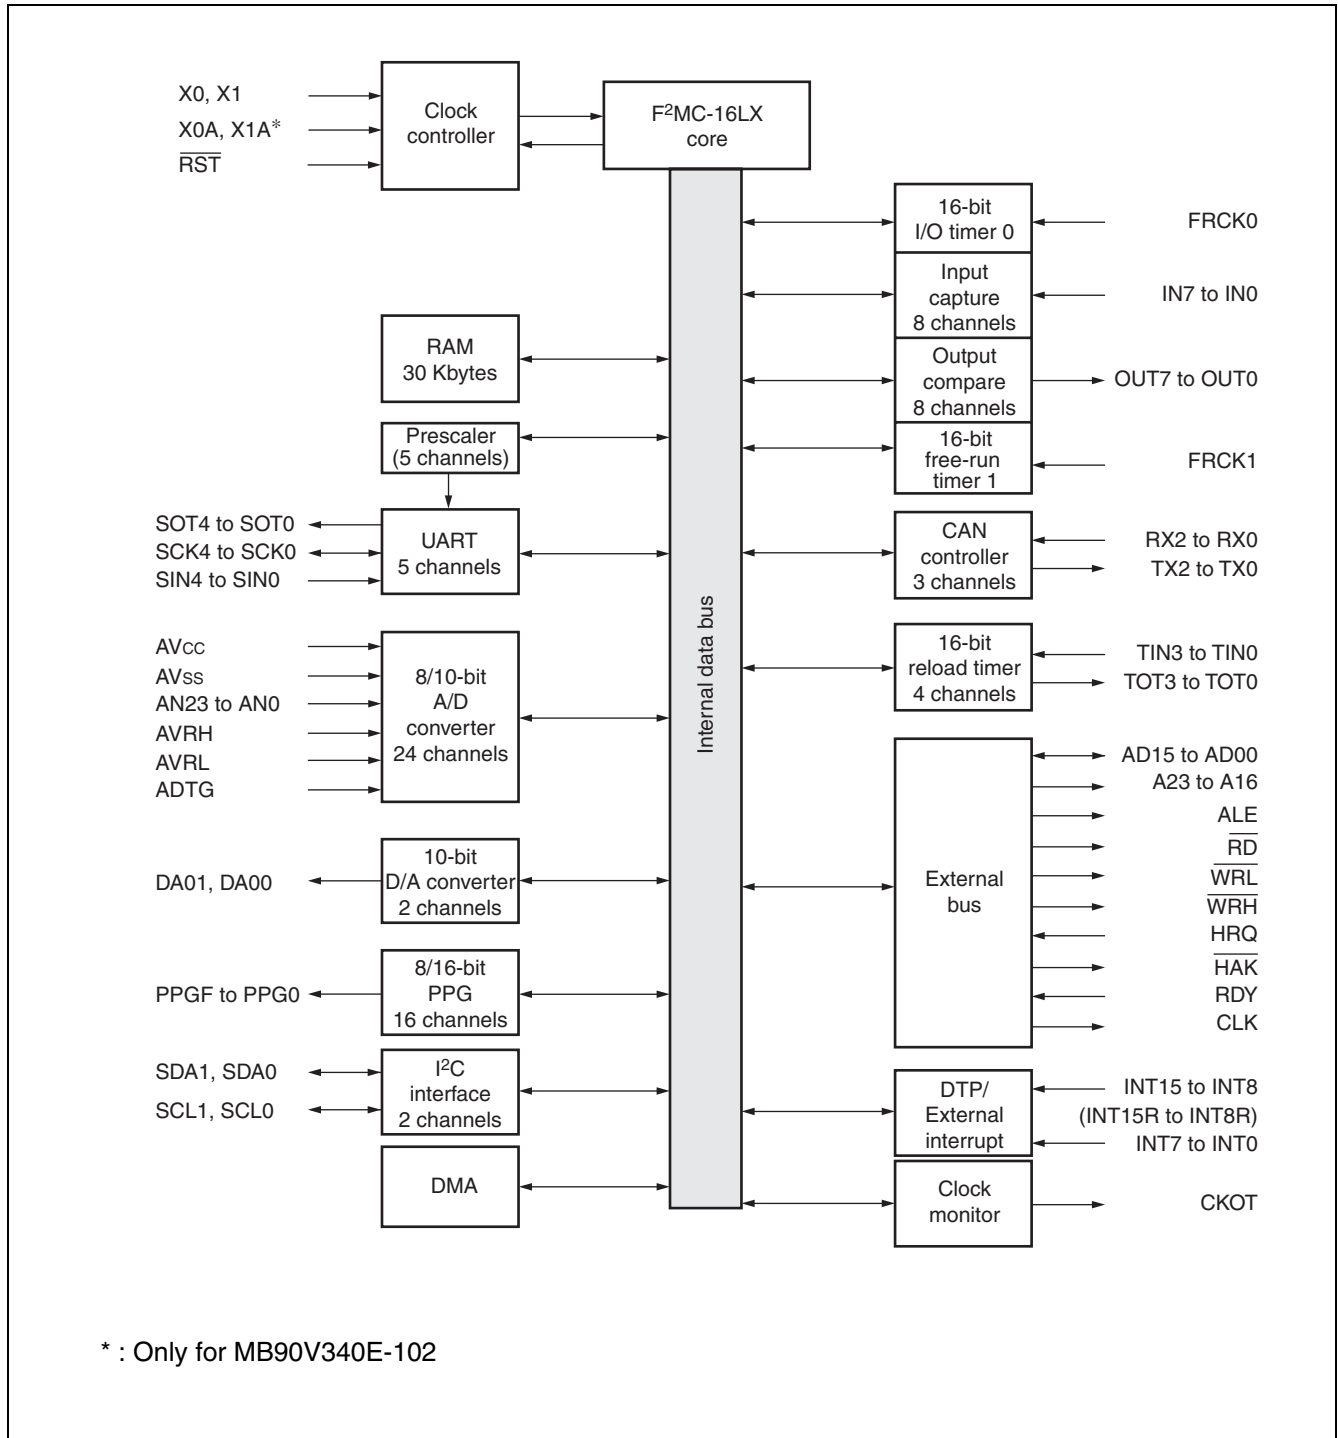 X0, X1
X0A, X1A*
RST
Clock
controller
F²MC-16LX
core
16-bit
I/O timer 0
FRCK0
Input
capture
8 channels
IN7 to IN0
RAM
30 Kbytes
Output
compare
8 channels
OUT7 to OUT0
Prescaler
(5 channels)
16-bit
free-run
timer 1
FRCK1
SOT4 to SOT0
SCK4 to SCK0
SIN4 to SIN0
UART
5 channels
CAN
controller
3 channels
RX2 to RX0
TX2 to TX0
Internal data bus
AVCC
AVSS
AN23 to AN0
AVRH
AVRL
ADTG
8/10-bit
A/D
converter
24 channels
16-bit
reload timer
4 channels
TIN3 to TIN0
TOT3 to TOT0
DA01, DA00
10-bit
D/A converter
2 channels
External
bus
AD15 to AD00
A23 to A16
ALE
RD
WRL
WRH
HRQ
HAK
RDY
CLK
PPGF to PPG0
8/16-bit
PPG
16 channels
SDA1, SDA0
SCL1, SCL0
I²C
interface
2 channels
DTP/
External
interrupt
INT15 to INT8
(INT15R to INT8R)
INT7 to INT0
DMA
Clock
monitor
CKOT
* : Only for MB90V340E-102